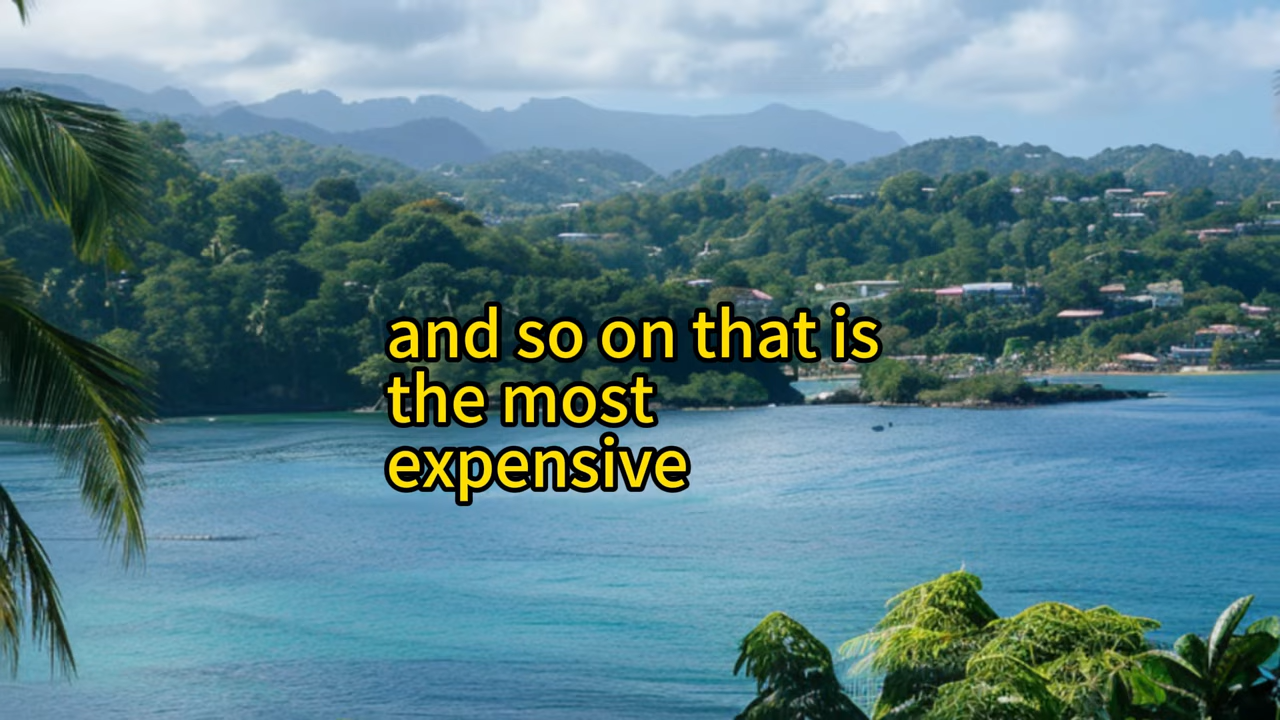 and so on that is
the most
expensive